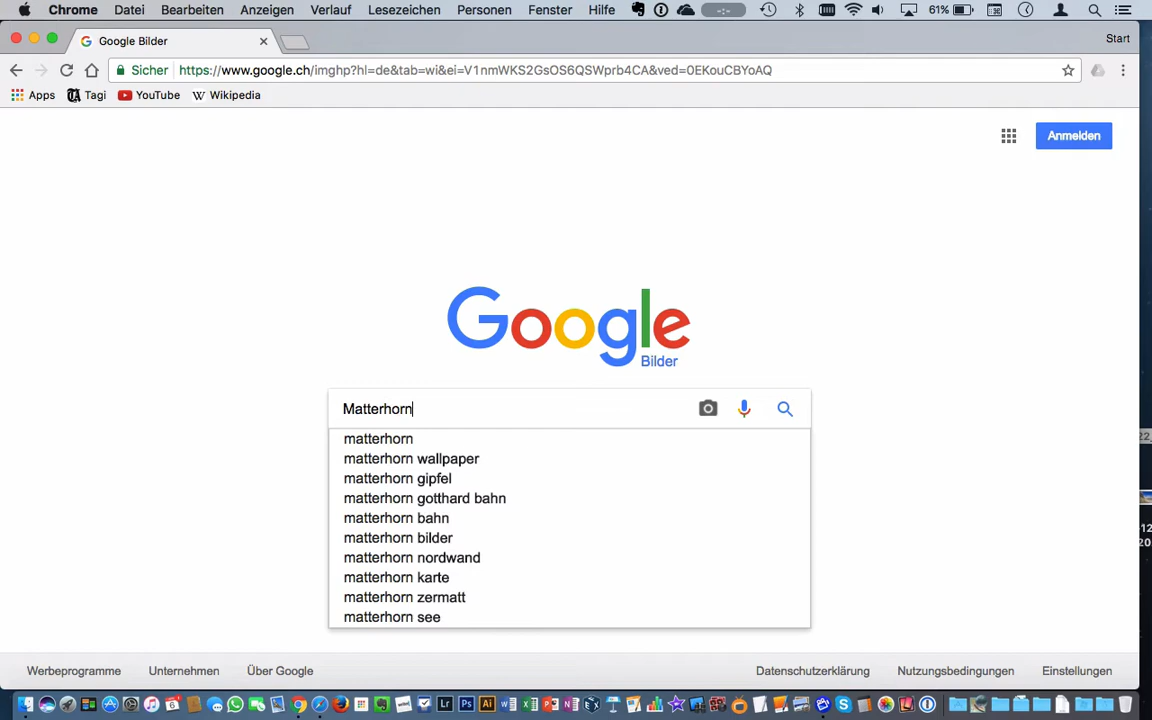 Chrome Datei Bearbeiten Anzeigen Verlauf Lesezeichen Personen Fenster Hilfe 61%
Google Bilder Start
Sicher https://www.google.ch/imghp?hl=de&tab=wi&ei=V1nmWKS2GsOS6QSWprb4CA&ved=0EKouCBYoAQ
Apps Tagi YouTube Wikipedia
Anmelden
Google
Bilder
Matterhorn
matterhorn
matterhorn wallpaper
matterhorn gipfel
matterhorn gotthard bahn
matterhorn bahn
matterhorn bilder
matterhorn nordwand
matterhorn karte
matterhorn zermatt
matterhorn see
Werbeprogramme Unternehmen Über Google Datenschutzerklärung Nutzungsbedingungen Einstellungen